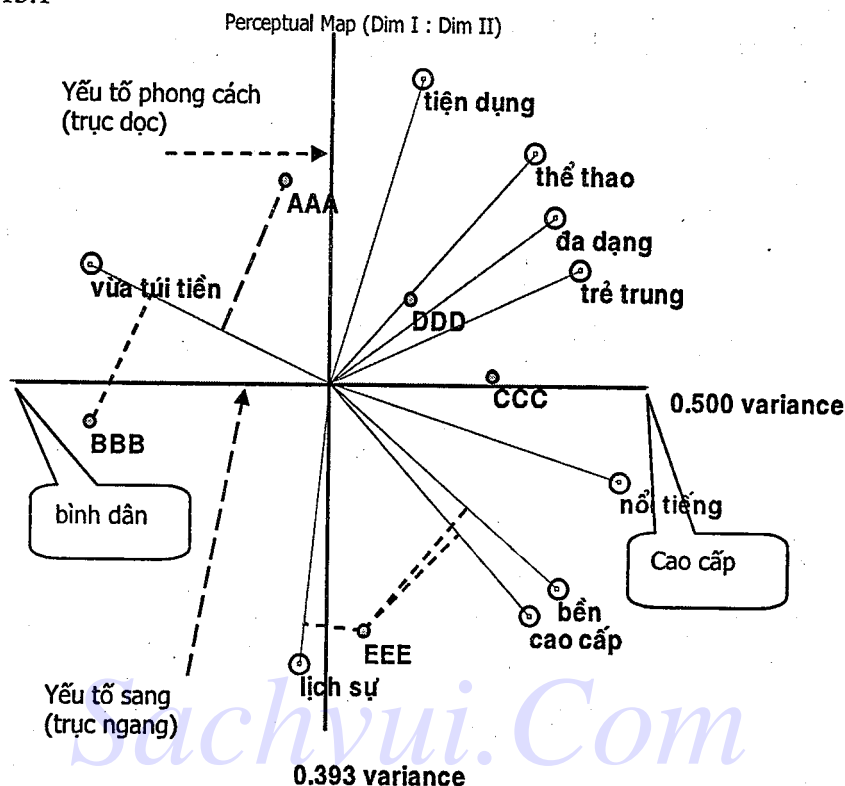 Perceptual Map (Dim I : Dim II)
Yếu tố phong cách
(trục dọc)
tiện dụng
thể thao
AAA
đa dạng
vừa túi tiền
trẻ trung
DDD
CCC
0.500 variance
BBB
nổi tiếng
bình dân
Cao cấp
bền
cao cấp
EEE
lịch sự
Yếu tố sang
(trục ngang)
Sachvui.Com
0.393 variance